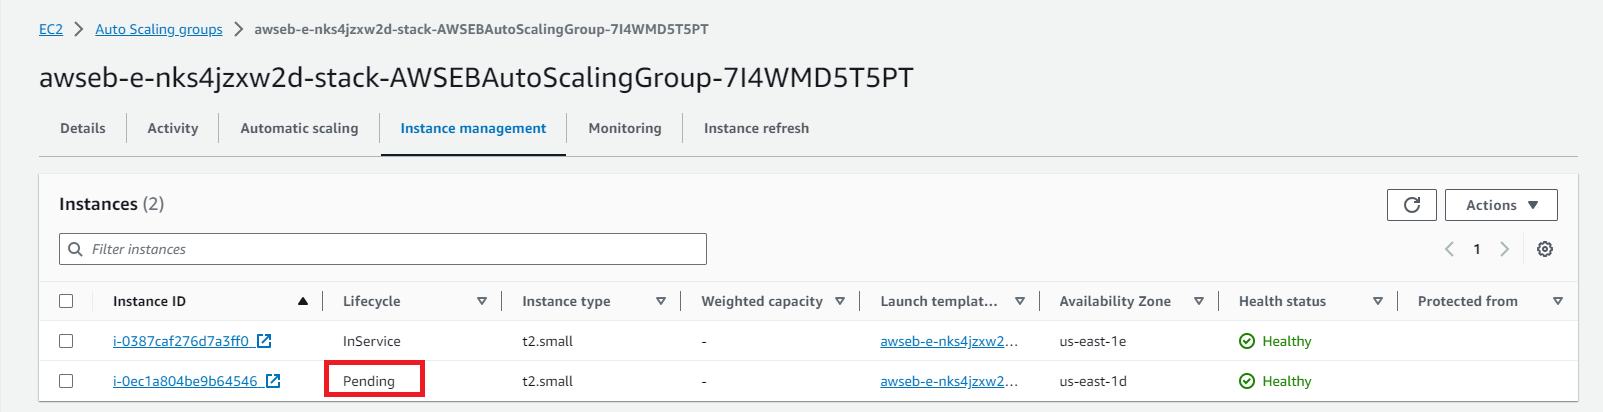 EC2 > Auto Scaling groups > awseb-e-nks4jzxw2d-stack-AWSEBAutoScalingGroup-7I4WMD5T5PT
awseb-e-nks4jzxw2d-stack-AWSEBAutoScalingGroup-7I4WMD5T5PT
Details Activity Automatic scaling Instance management Monitoring Instance refresh
Instances (2)
Actions
Filter instances
1
Instance ID Lifecycle Instance type Weighted capacity Launch templat... Availability Zone Health status Protected from
i-0387caf276d7a3ff0 InService t2.small - awseb-e-nks4jzxw2... us-east-1e Healthy
i-0ec1a804be9b64546 Pending t2.small - awseb-e-nks4jzxw2... us-east-1d Healthy